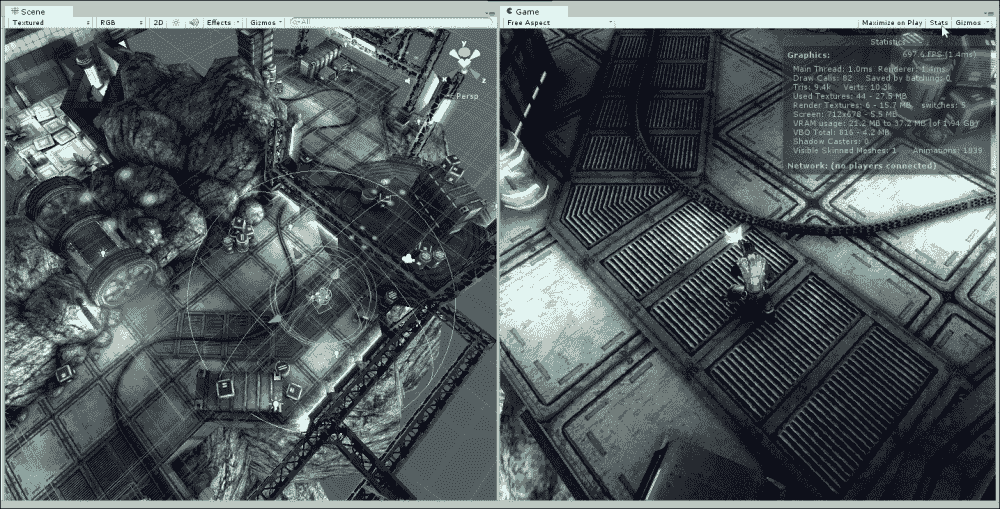 Scene
Textured RGB 2D Effects Gizmos All
y
x
z
Persp
Game
Free Aspect Maximize on Play Stats Gizmos
Statistics
Graphics: 697.6 FPS (1.4ms)
Main Thread: 1.0ms Renderer: 1.4ms
Draw Calls: 82 Saved by batching: 0
Tris: 9.4k Verts: 10.3k
Used Textures: 44 - 27.5 MB
Render Textures: 6 - 15.7 MB switches: 5
Screen: 712x678 - 5.5 MB
VRAM usage: 21.2 MB to 37.2 MB (of 1.94 GB)
VBO Total: 816 - 4.2 MB
Shadow Casters: 0
Visible Skinned Meshes: 1 Animations: 1839
Network: (no players connected)